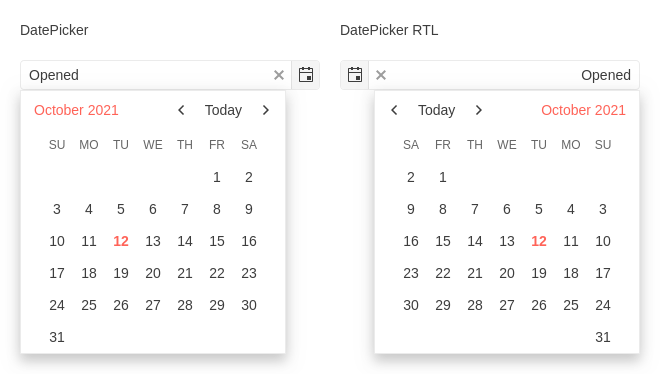 DatePicker
Opened
October 2021 Today
SU MO TU WE TH FR SA
1 2
3 4 5 6 7 8 9
10 11 12 13 14 15 16
17 18 19 20 21 22 23
24 25 26 27 28 29 30
31
DatePicker RTL
Opened
Today October 2021
SA FR TH WE TU MO SU
2 1
9 8 7 6 5 4 3
16 15 14 13 12 11 10
23 22 21 20 19 18 17
30 29 28 27 26 25 24
31